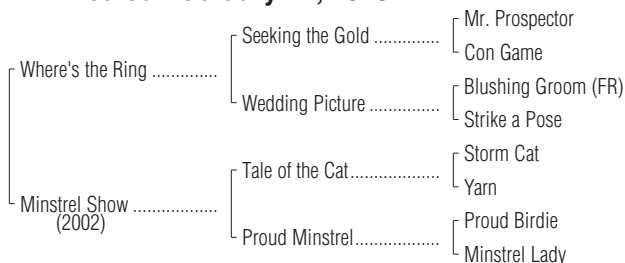 Mr. Prospector
Seeking the Gold ..............
Con Game
Where's the Ring ..............
Blushing Groom (FR)
Wedding Picture ...............
Strike a Pose
Storm Cat
Tale of the Cat...................
Yarn
Minstrel Show ..................
(2002)
Proud Birdie
Proud Minstrel..................
Minstrel Lady